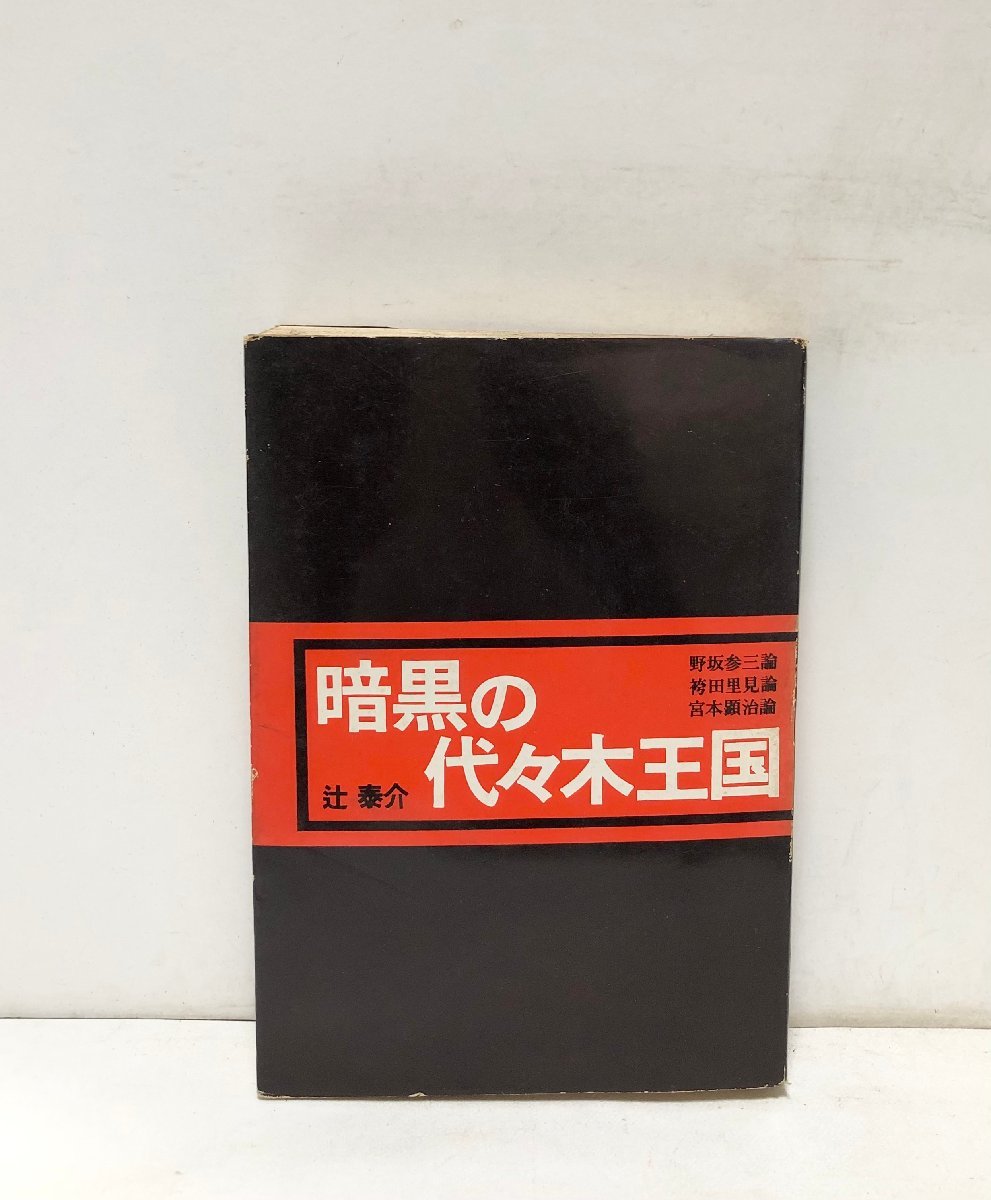 暗黒の
代々木王国
辻 泰介
野坂参三論
袴田里見論
宮本顕治論